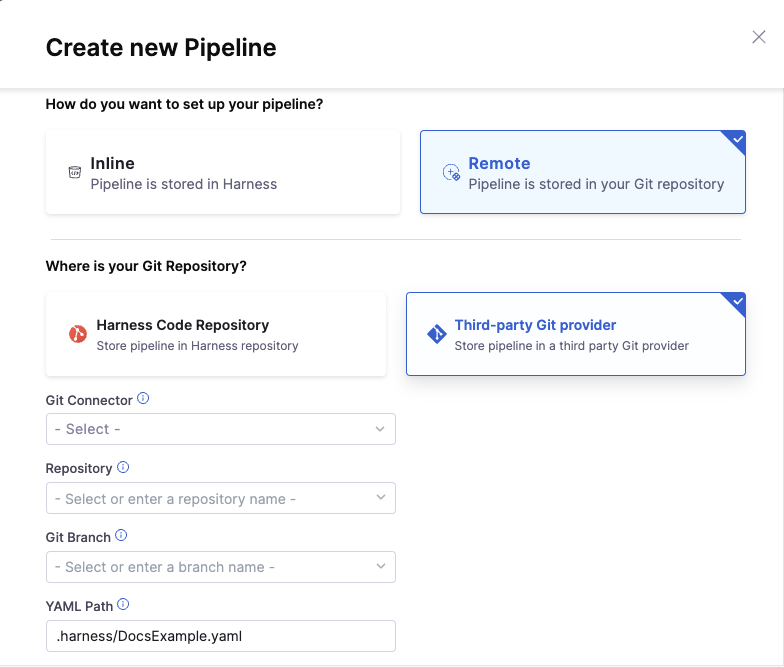 Create new Pipeline
How do you want to set up your pipeline?
Inline
Pipeline is stored in Harness
Remote
Pipeline is stored in your Git repository
Where is your Git Repository?
Harness Code Repository
Store pipeline in Harness repository
Third-party Git provider
Store pipeline in a third party Git provider
Git Connector
- Select -
Repository
- Select or enter a repository name -
Git Branch
- Select or enter a branch name -
YAML Path
.harness/DocsExample.yaml